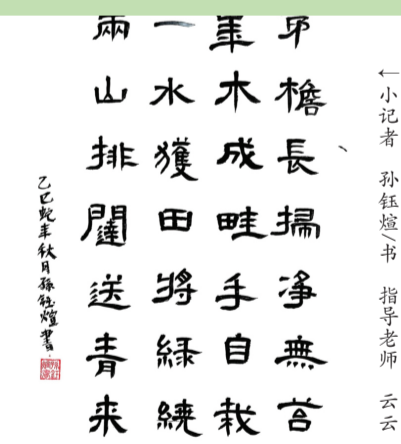 ←小记者 孙钰煊/书 指导老师 云云
檐長掃淨無苔
木成畦手自栽
一水獲田將緑繞
兩山排闥送青来
乙巳蛇年秋月孫鈺煊書